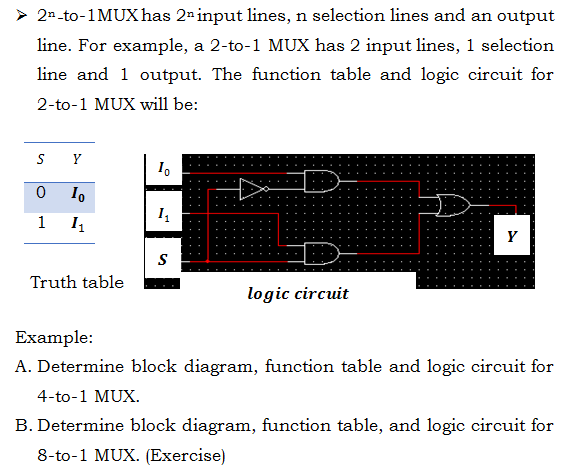 ➢ 2ⁿ-to-1MUX has 2ⁿ input lines, n selection lines and an output
line. For example, a 2-to-1 MUX has 2 input lines, 1 selection
line and 1 output. The function table and logic circuit for
2-to-1 MUX will be:
S Y
0 I₀
1 I₁
Truth table
I₀
I₁
S
Y
logic circuit
Example:
A. Determine block diagram, function table and logic circuit for
4-to-1 MUX.
B. Determine block diagram, function table, and logic circuit for
8-to-1 MUX. (Exercise)